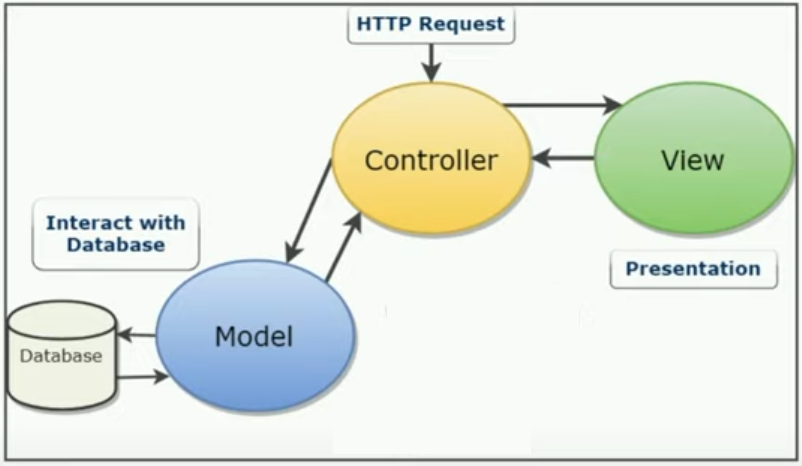 HTTP Request
Controller
View
Interact with
Database
Presentation
Model
Database